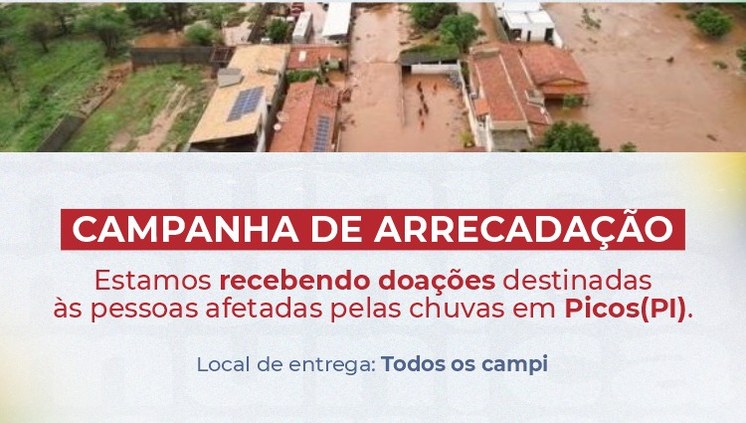 CAMPANHA DE ARRECADAÇÃO
Estamos recebendo doações destinadas
às pessoas afetadas pelas chuvas em Picos(PI).
Local de entrega: Todos os campi